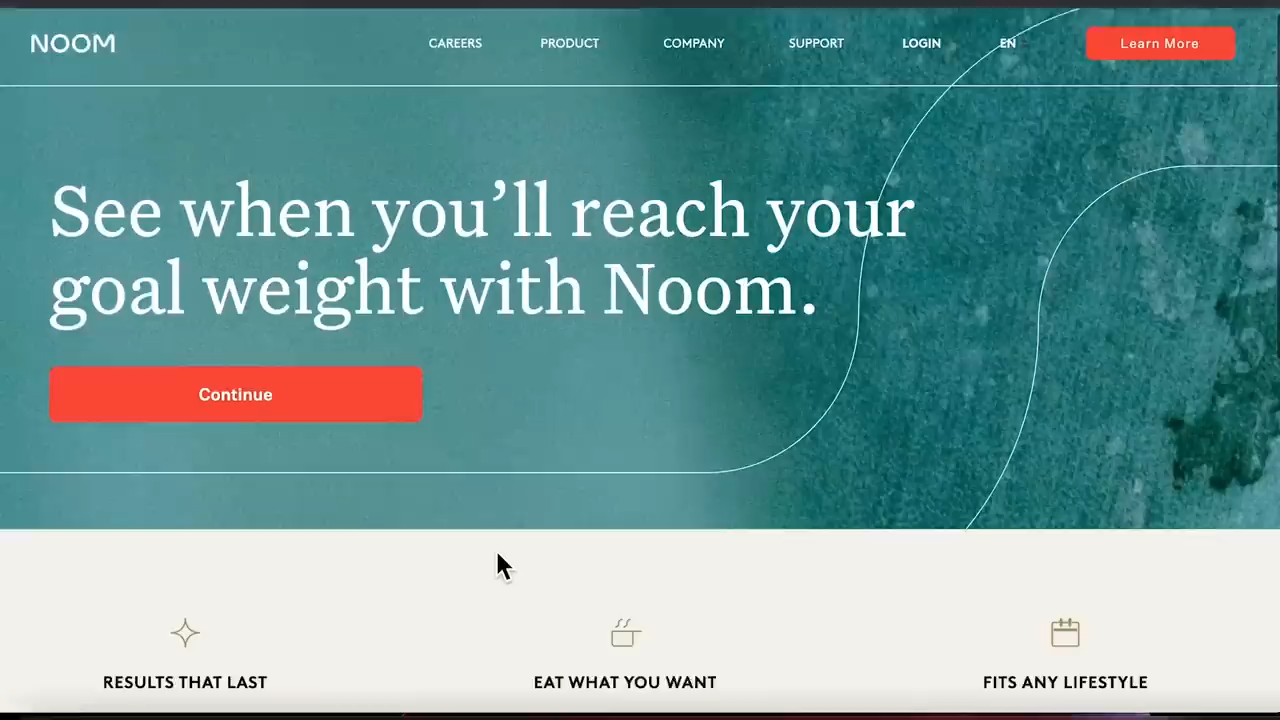 NOOM
CAREERS
PRODUCT
COMPANY
SUPPORT
LOGIN
EN
Learn More
See when you’ll reach your
goal weight with Noom.
Continue
RESULTS THAT LAST
EAT WHAT YOU WANT
FITS ANY LIFESTYLE